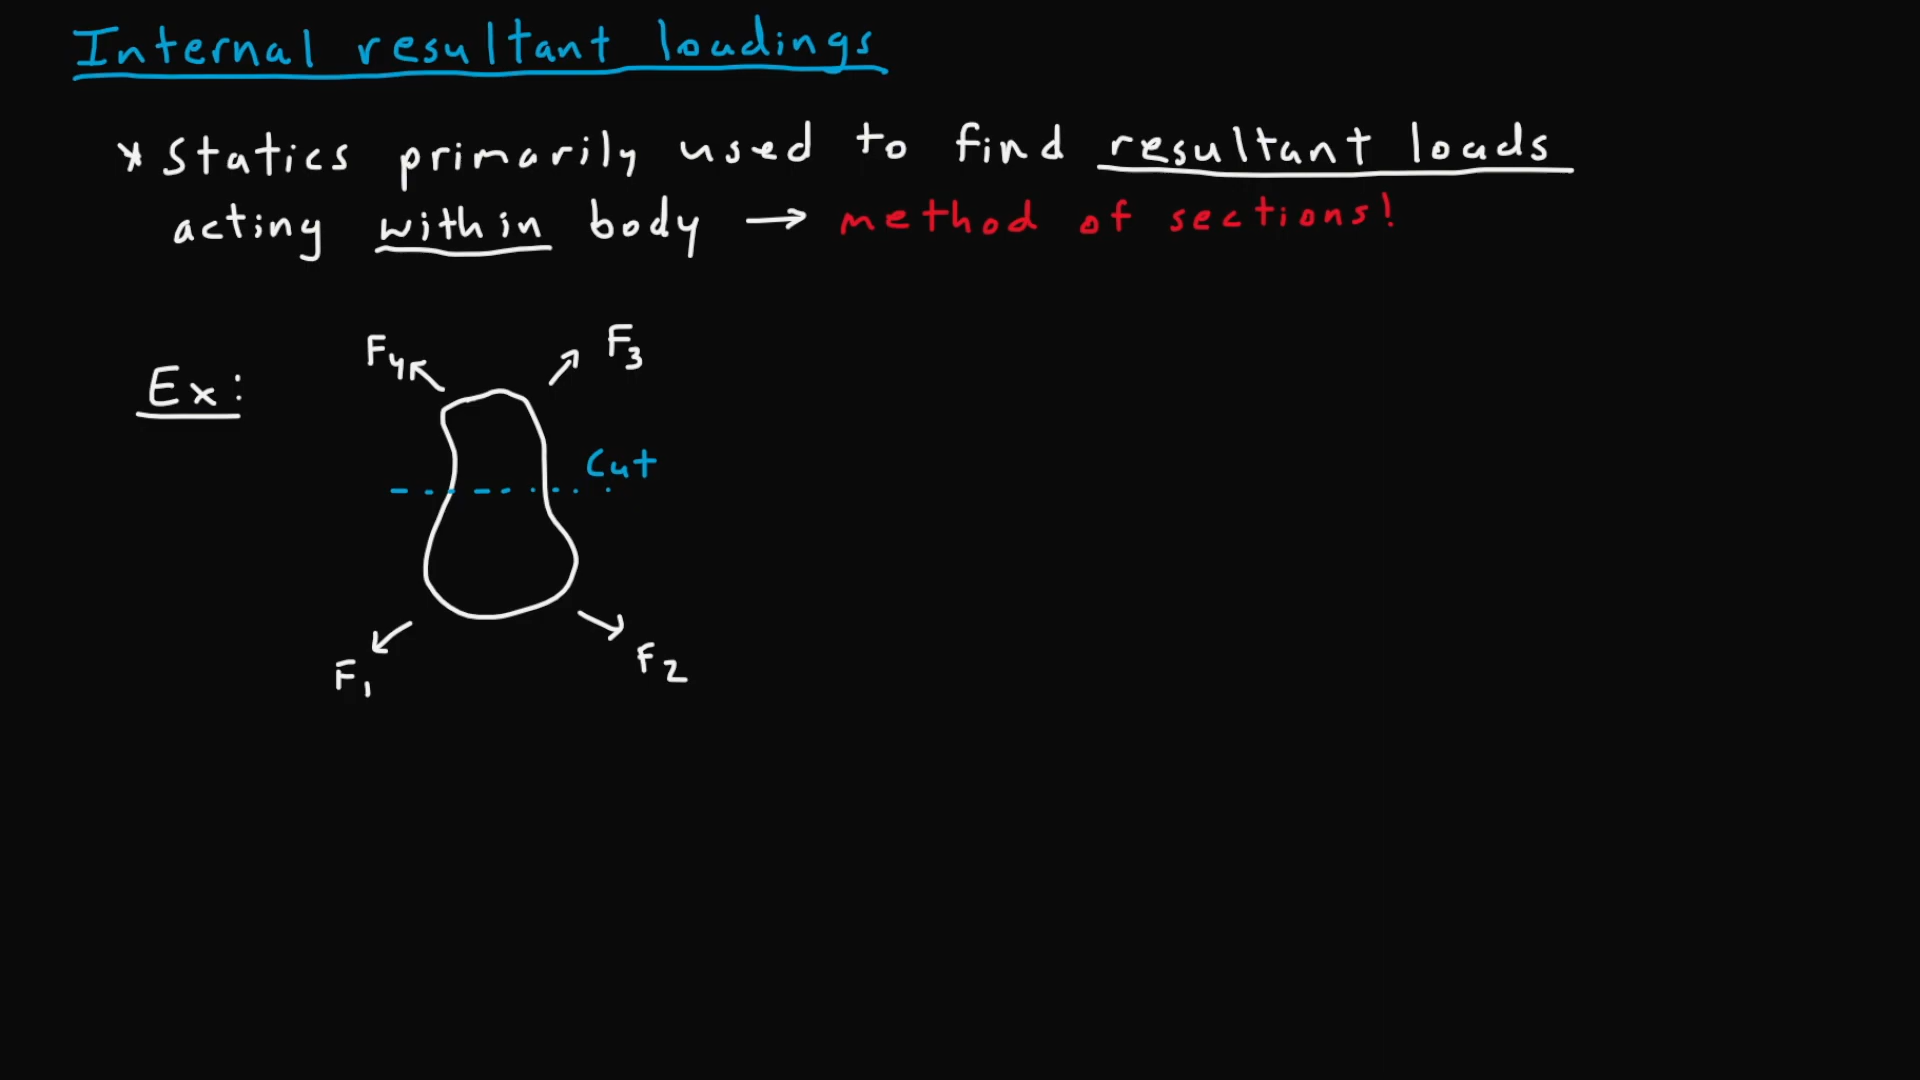 Internal resultant loadings
* Statics primarily used to find resultant loads
acting within body → method of sections!
Ex:
F4
F3
Cut
F1
F2